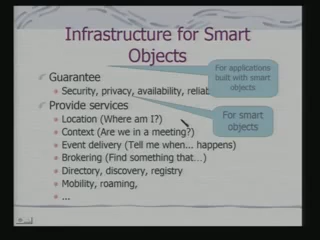 Infrastructure for Smart
Objects
For applications
built with smart
objects
Guarantee
Security, privacy, availability,
Provide services
For smart
objects
Location (Where am I?)
Context (Are we in a meeting?)
Event delivery (Tell me when... happens)
Brokering (Find something that...)
Directory, discovery, registry
Mobility, roaming,
...